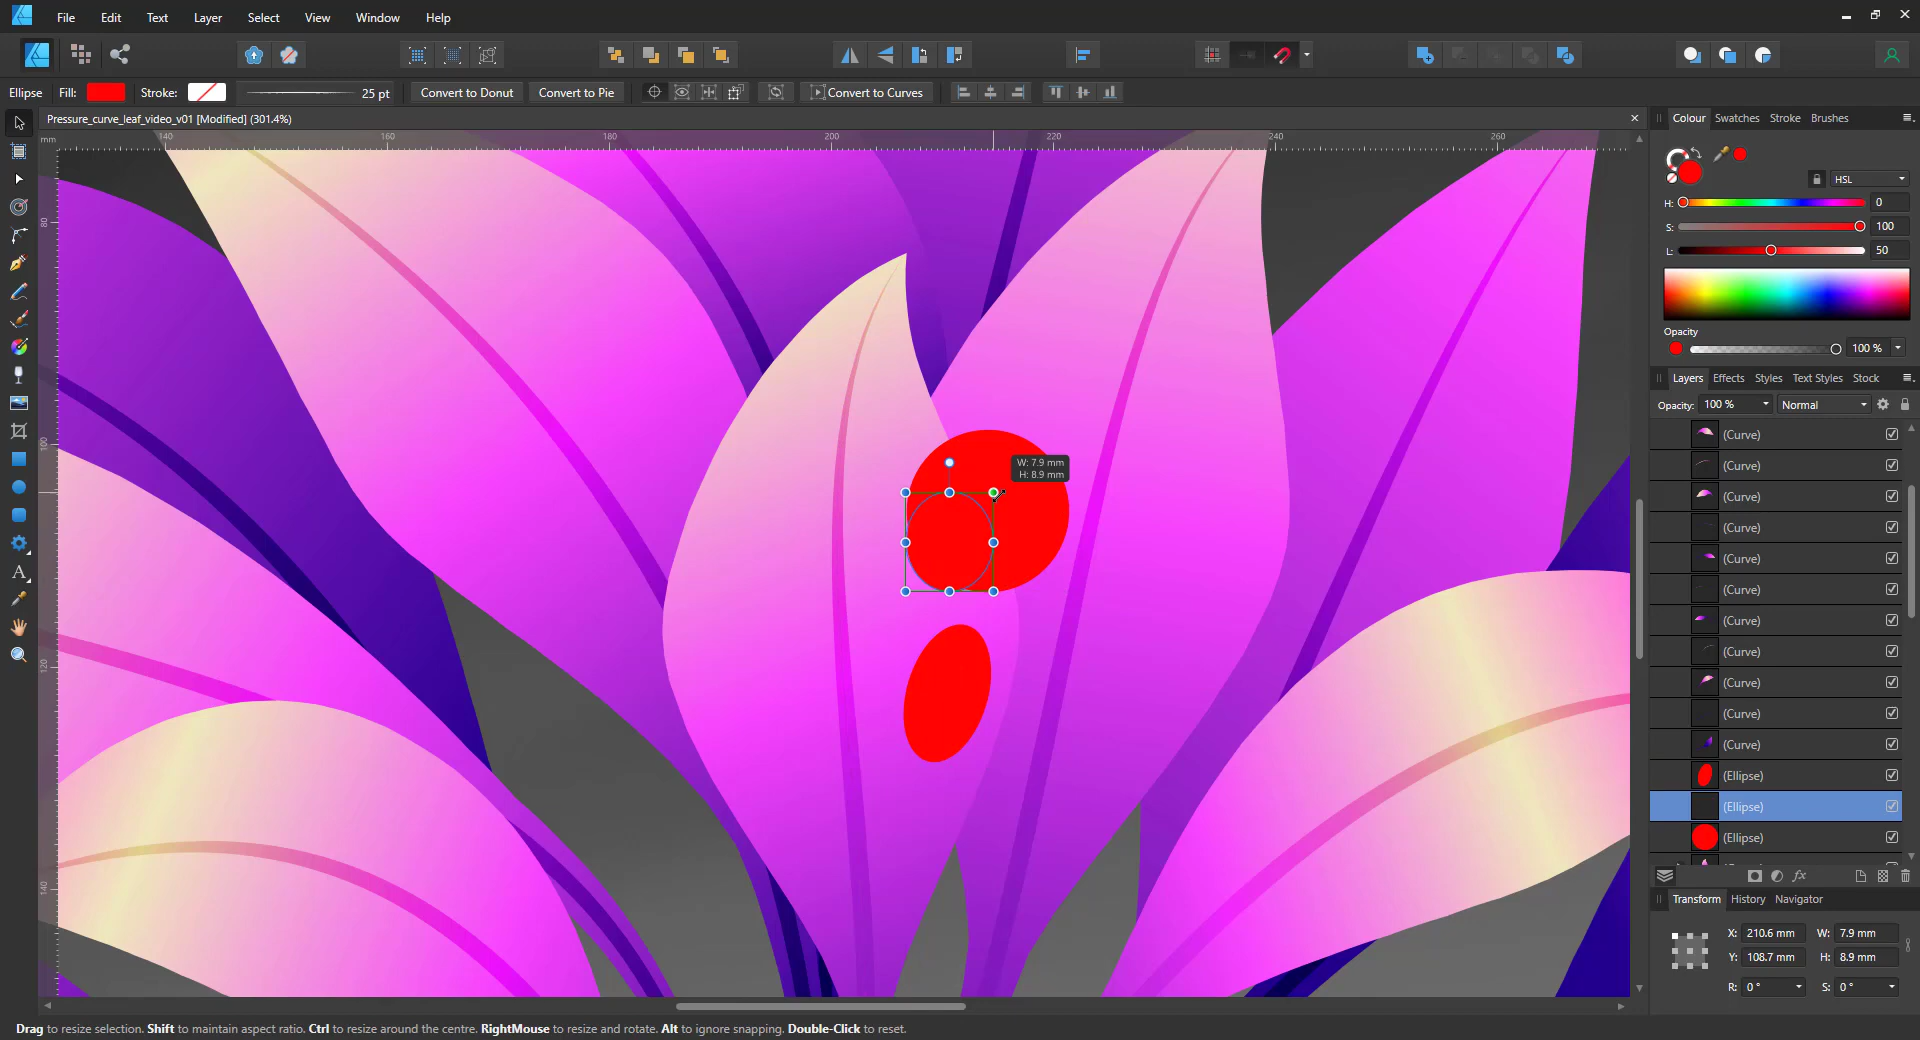 File Edit Text Layer Select View Window Help
Ellipse Fill: Stroke: 25 pt Convert to Donut Convert to Pie Convert to Curves
Pressure_curve_leaf_video_v01 [Modified] (301.4%)
Colour Swatches Stroke Brushes
mm 140 160 180 200 220 240 260
HSL
H: 0
S: 100
L: 50
Opacity
100 %
Layers Effects Styles Text Styles Stock
Opacity: 100 % Normal
(Curve)
(Curve)
(Curve)
(Curve)
(Curve)
(Curve)
(Curve)
(Curve)
(Curve)
(Curve)
(Curve)
(Ellipse)
(Ellipse)
(Ellipse)
80
100
120
140
W: 7.9 mm
H: 8.9 mm
A
fx
Transform History Navigator
X: 210.6 mm W: 7.9 mm
Y: 108.7 mm H: 8.9 mm
R: 0 ° S: 0 °
Drag to resize selection. Shift to maintain aspect ratio. Ctrl to resize around the centre. RightMouse to resize and rotate. Alt to ignore snapping. Double-Click to reset.